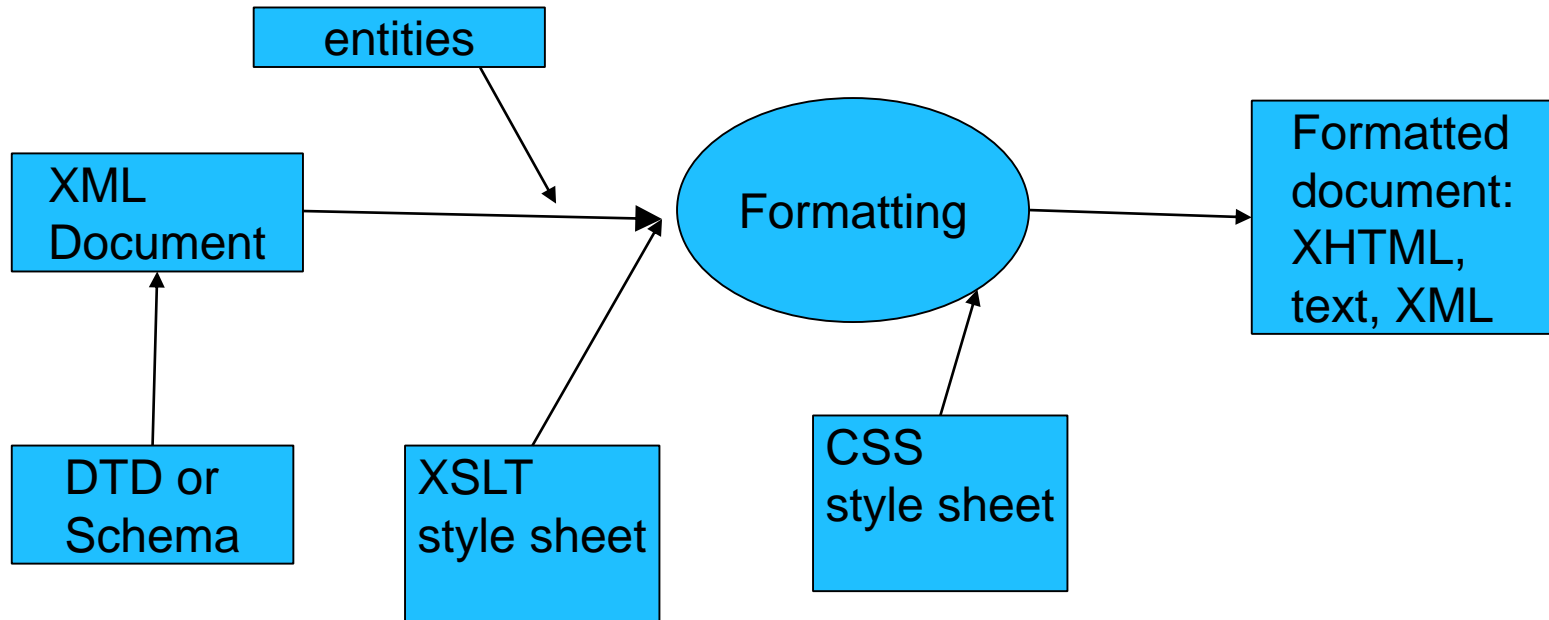 entities
XML
Document
Formatting
Formatted
document:
XHTML,
text, XML
DTD or
Schema
XSLT
style sheet
CSS
style sheet